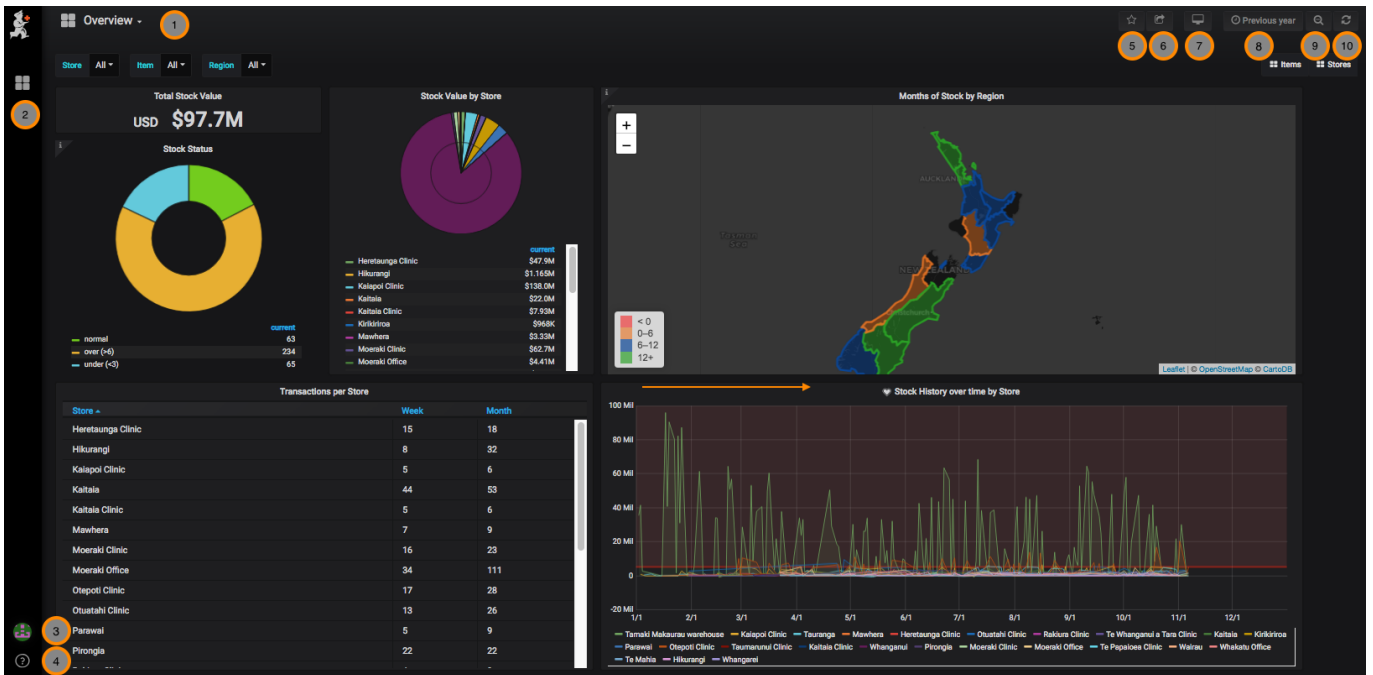 Overview
1
Previous year
5
6
7
8
9
10
Store All Item All Region All
Items Stores
2
Total Stock Value
USD $97.7M
Stock Status
current
normal 63
over (>6) 234
under (<3) 65
Stock Value by Store
current
Heretaunga Clinic $47.9M
Hikurangi $1.165M
Kaiapoi Clinic $138.0M
Kaitaia $22.0M
Kaitaia Clinic $7.93M
Kirikiriroa $968K
Mawhera $3.33M
Moeraki Clinic $62.7M
Moeraki Office $4.41M
Months of Stock by Region
+
−
AUCKLAND
Tasman
Sea
NEW ZEALAND
< 0
0–6
6–12
12+
Leaflet | © OpenStreetMap © CartoDB
Transactions per Store
Store Week Month
Heretaunga Clinic 15 18
Hikurangi 8 32
Kaiapoi Clinic 5 6
Kaitaia 44 53
Kaitaia Clinic 5 6
Mawhera 7 9
Moeraki Clinic 16 23
Moeraki Office 34 111
Otepoti Clinic 17 28
Otuatahi Clinic 13 26
Parawai 5 9
Pirongia 22 22
3
4
Stock History over time by Store
100 Mil
80 Mil
60 Mil
40 Mil
20 Mil
0
-20 Mil
1/1 2/1 3/1 4/1 5/1 6/1 7/1 8/1 9/1 10/1 11/1 12/1
Tamaki Makaurau warehouse Kaiapoi Clinic Tauranga Mawhera Heretaunga Clinic Otuatahi Clinic Rakiura Clinic Te Whanganui a Tara Clinic Kaitaia Kirikiriroa
Parawai Otepoti Clinic Taumarunui Clinic Kaitaia Clinic Whanganui Pirongia Moeraki Clinic Moeraki Office Te Papaioea Clinic Wairau Whakatu Office
Te Mahia Hikurangi Whangarei